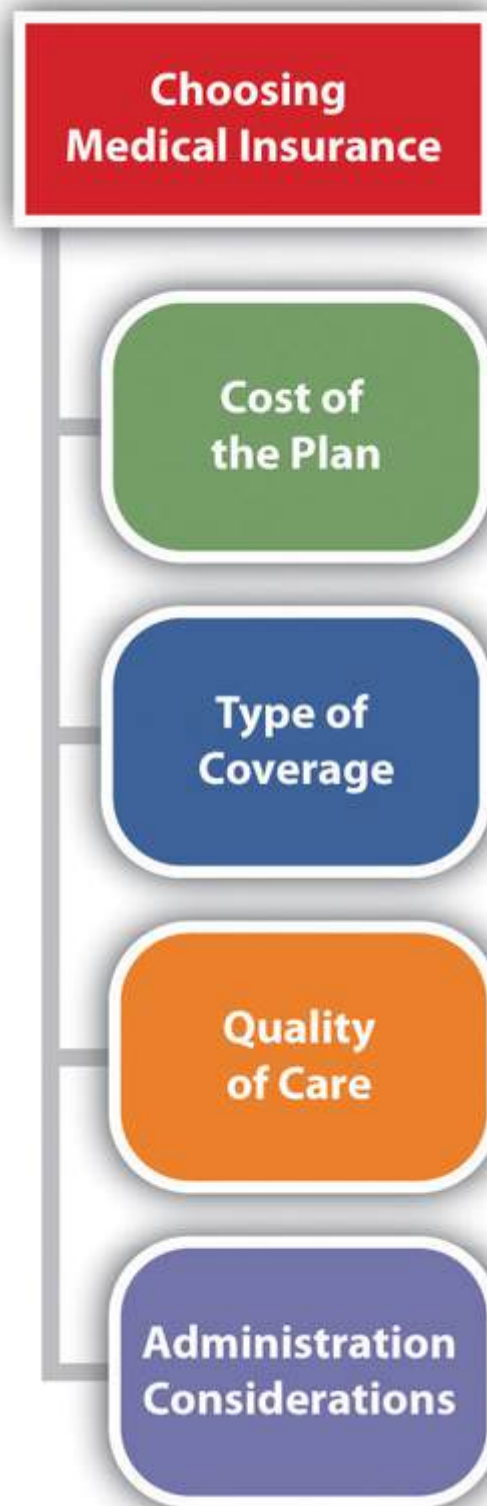 Choosing
Medical Insurance
Cost of
the Plan
Type of
Coverage
Quality
of Care
Administration
Considerations